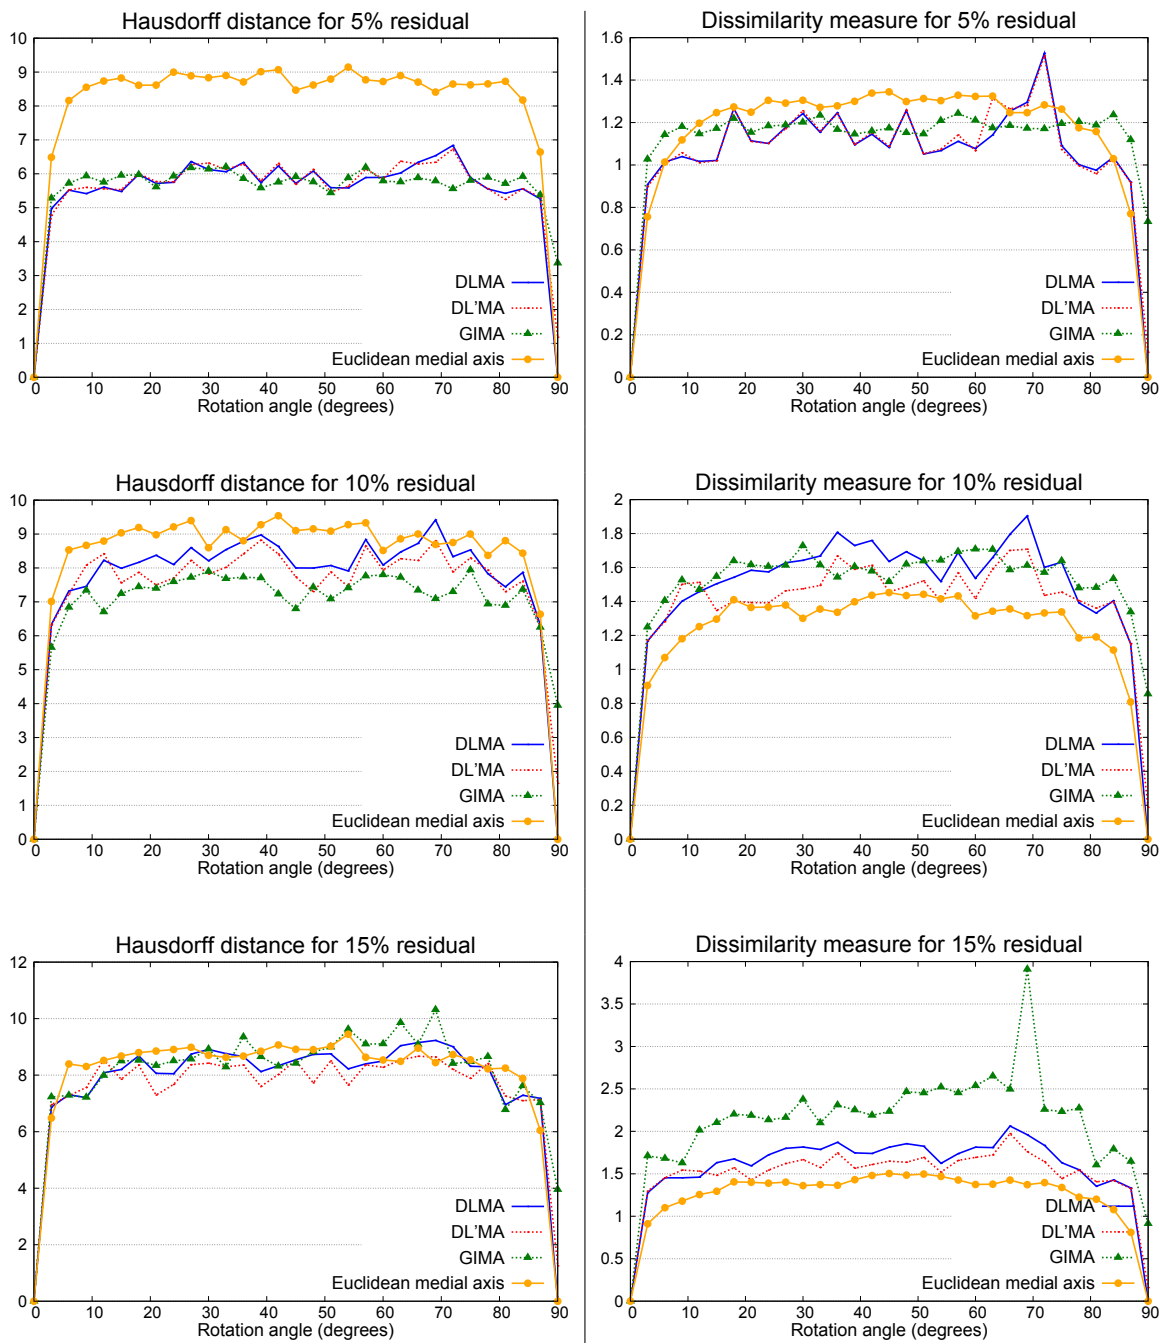 Hausdorff distance for 5% residual
10
9
8
7
6
5
4
3
2
1
0
DLMA
DL'MA
GIMA
Euclidean medial axis
0 10 20 30 40 50 60 70 80 90
Rotation angle (degrees)
Dissimilarity measure for 5% residual
1.6
1.4
1.2
1
0.8
0.6
0.4
0.2
0
DLMA
DL'MA
GIMA
Euclidean medial axis
0 10 20 30 40 50 60 70 80 90
Rotation angle (degrees)
Hausdorff distance for 10% residual
10
9
8
7
6
5
4
3
2
1
0
DLMA
DL'MA
GIMA
Euclidean medial axis
0 10 20 30 40 50 60 70 80 90
Rotation angle (degrees)
Dissimilarity measure for 10% residual
2
1.8
1.6
1.4
1.2
1
0.8
0.6
0.4
0.2
0
DLMA
DL'MA
GIMA
Euclidean medial axis
0 10 20 30 40 50 60 70 80 90
Rotation angle (degrees)
Hausdorff distance for 15% residual
12
10
8
6
4
2
0
DLMA
DL'MA
GIMA
Euclidean medial axis
0 10 20 30 40 50 60 70 80 90
Rotation angle (degrees)
Dissimilarity measure for 15% residual
4
3.5
3
2.5
2
1.5
1
0.5
0
DLMA
DL'MA
GIMA
Euclidean medial axis
0 10 20 30 40 50 60 70 80 90
Rotation angle (degrees)